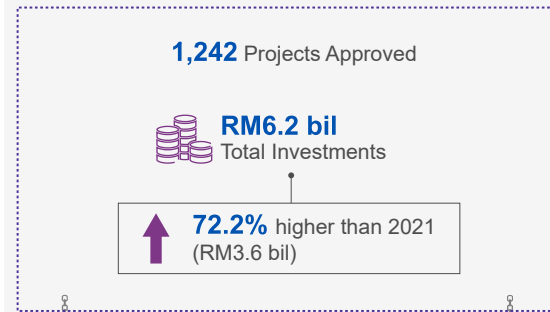 1,242 Projects Approved
RM6.2 bil
Total Investments
72.2% higher than 2021
(RM3.6 bil)